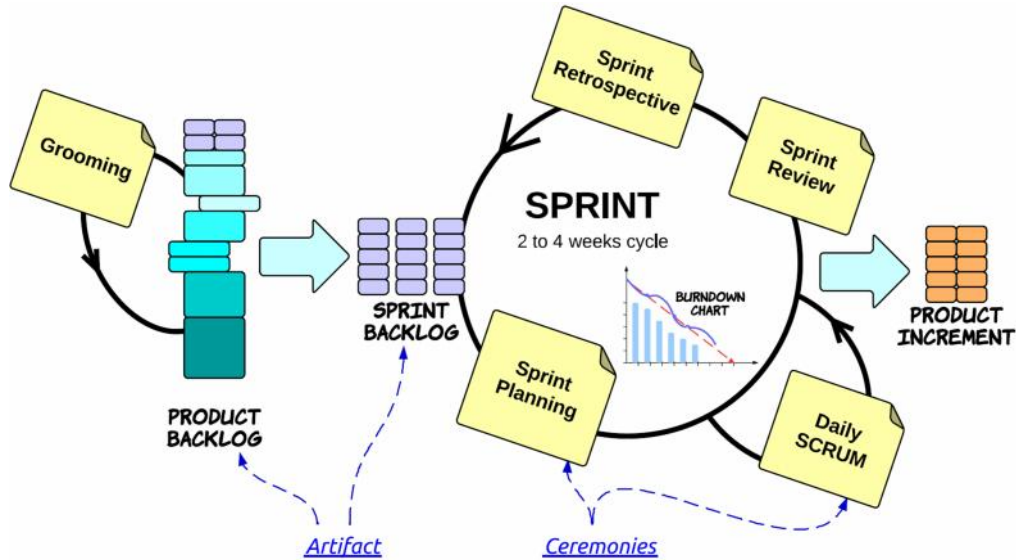 Grooming
PRODUCT
BACKLOG
SPRINT
BACKLOG
Sprint
Retrospective
Sprint
Review
SPRINT
2 to 4 weeks cycle
BURNDOWN
CHART
Sprint
Planning
Daily
SCRUM
PRODUCT
INCREMENT
Artifact
Ceremonies